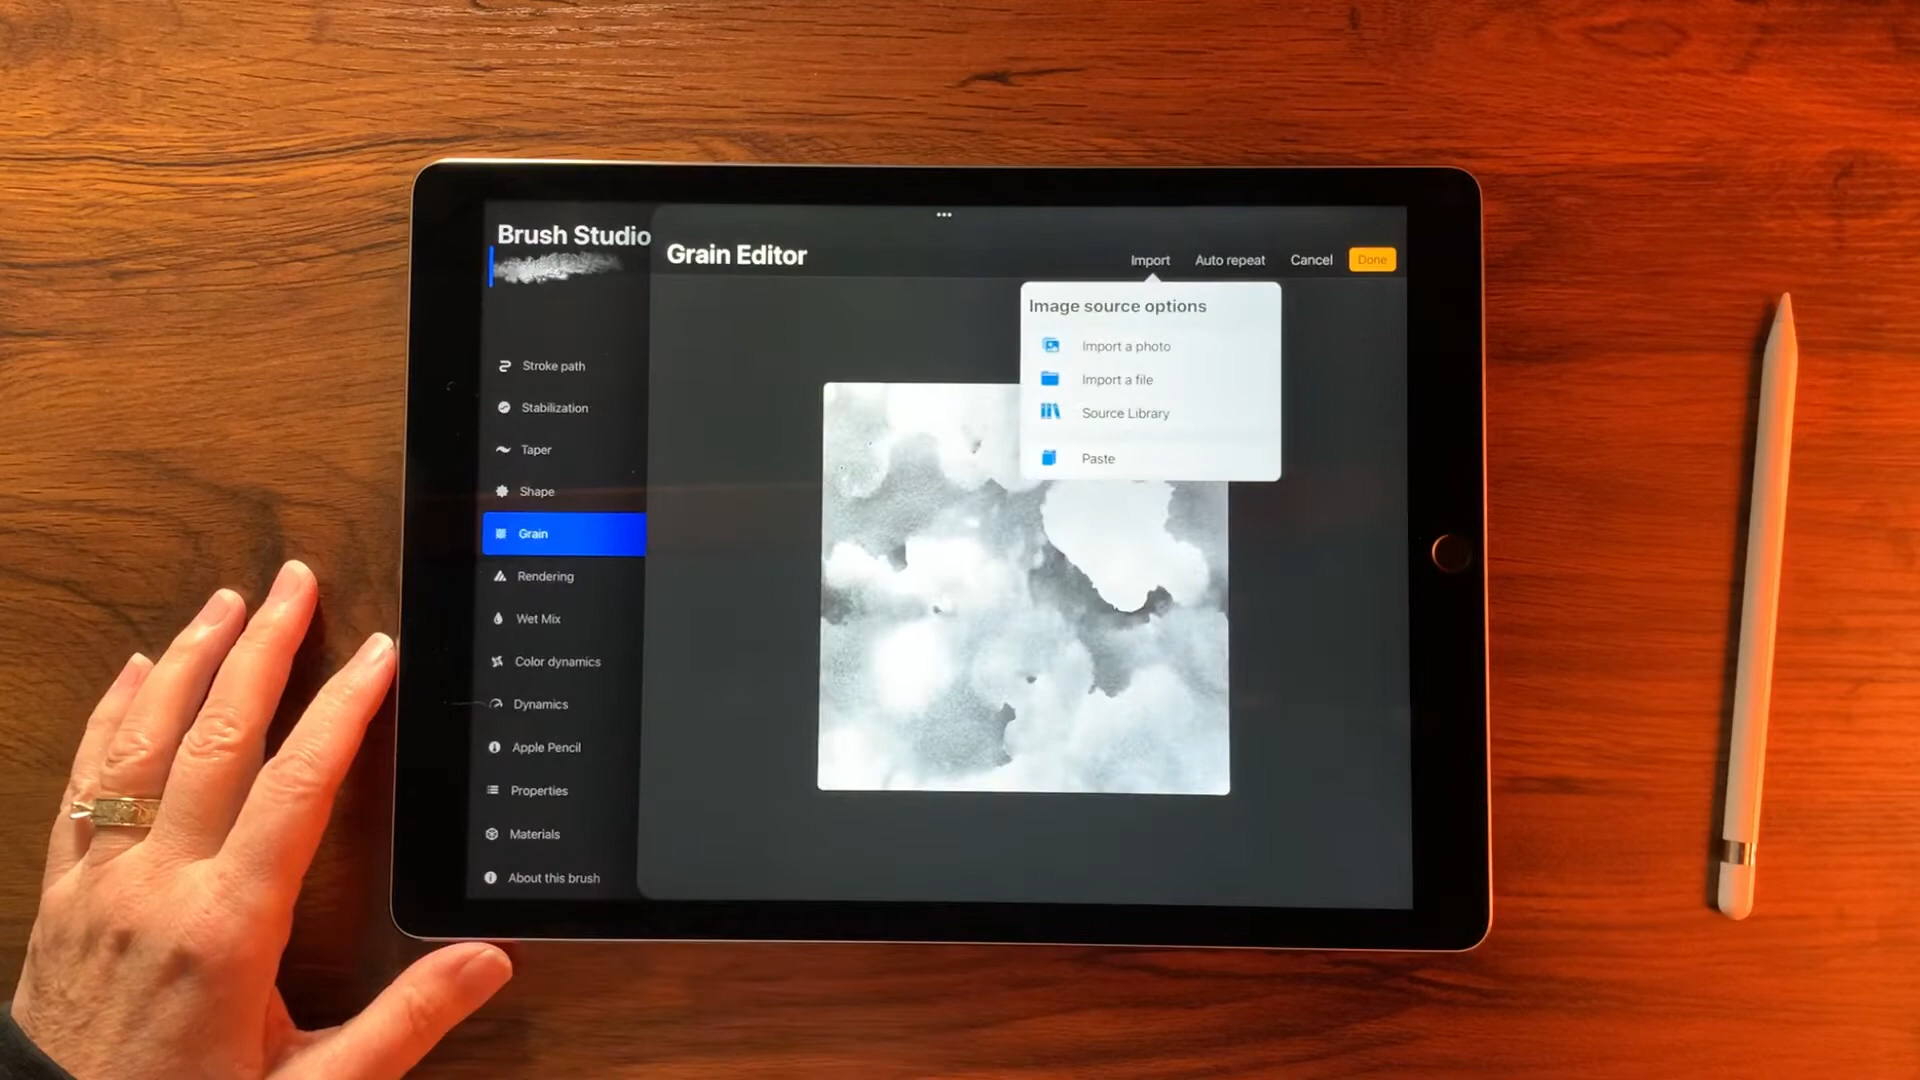 Brush Studio
Stroke path
Stabilization
Taper
Shape
Grain
Rendering
Wet Mix
Color dynamics
Dynamics
Apple Pencil
Properties
Materials
About this brush
Grain Editor
Import
Auto repeat
Cancel
Done
Image source options
Import a photo
Import a file
Source Library
Paste